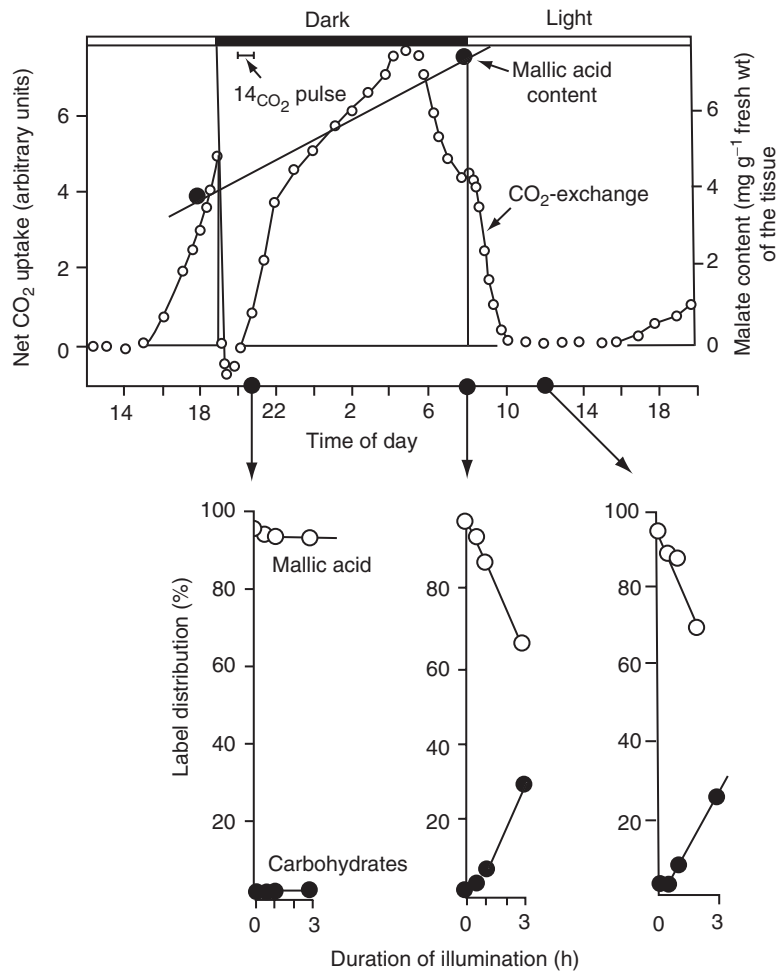 Dark Light
14CO2 pulse
Mallic acid
content
CO2-exchange
Net CO2 uptake (arbitrary units)
6
4
2
0
Malate content (mg g−1 fresh wt)
of the tissue
6
4
2
0
14 18 22 2 6 10 14 18
Time of day
Label distribution (%)
100
80
60
40
20
Mallic acid
Carbohydrates
0 3
100
80
60
40
20
0 3
100
80
60
40
20
0 3
Duration of illumination (h)